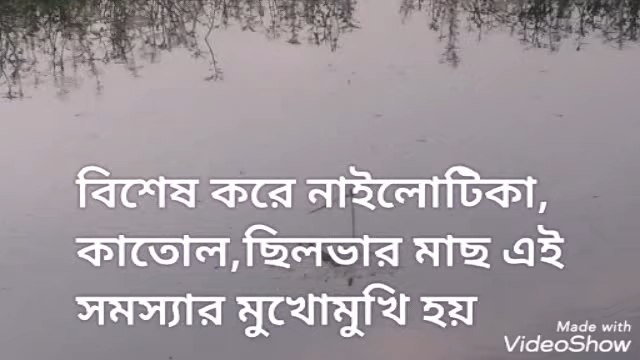 বিশেষ করে নাইলোটিকা,
কাতোল,ছিলভার মাছ এই
সমস্যার মুখোমুখি হয়
Made with
VideoShow